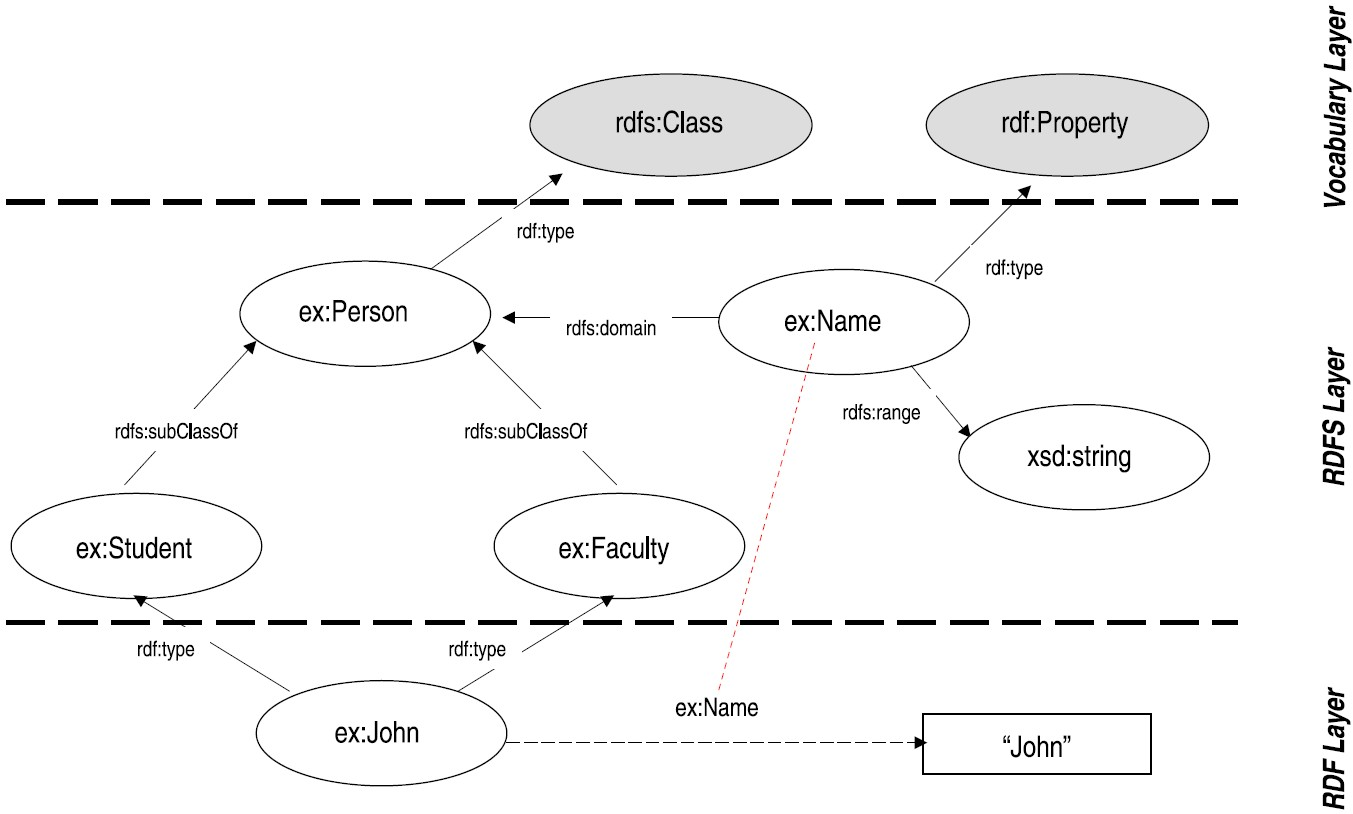 Vocabulary Layer
rdfs:Class
rdf:Property
rdf:type
rdf:type
RDFS Layer
ex:Person
rdfs:domain
ex:Name
rdfs:subClassOf
rdfs:subClassOf
rdfs:range
xsd:string
ex:Student
ex:Faculty
rdf:type
rdf:type
RDF Layer
ex:John
ex:Name
“John”